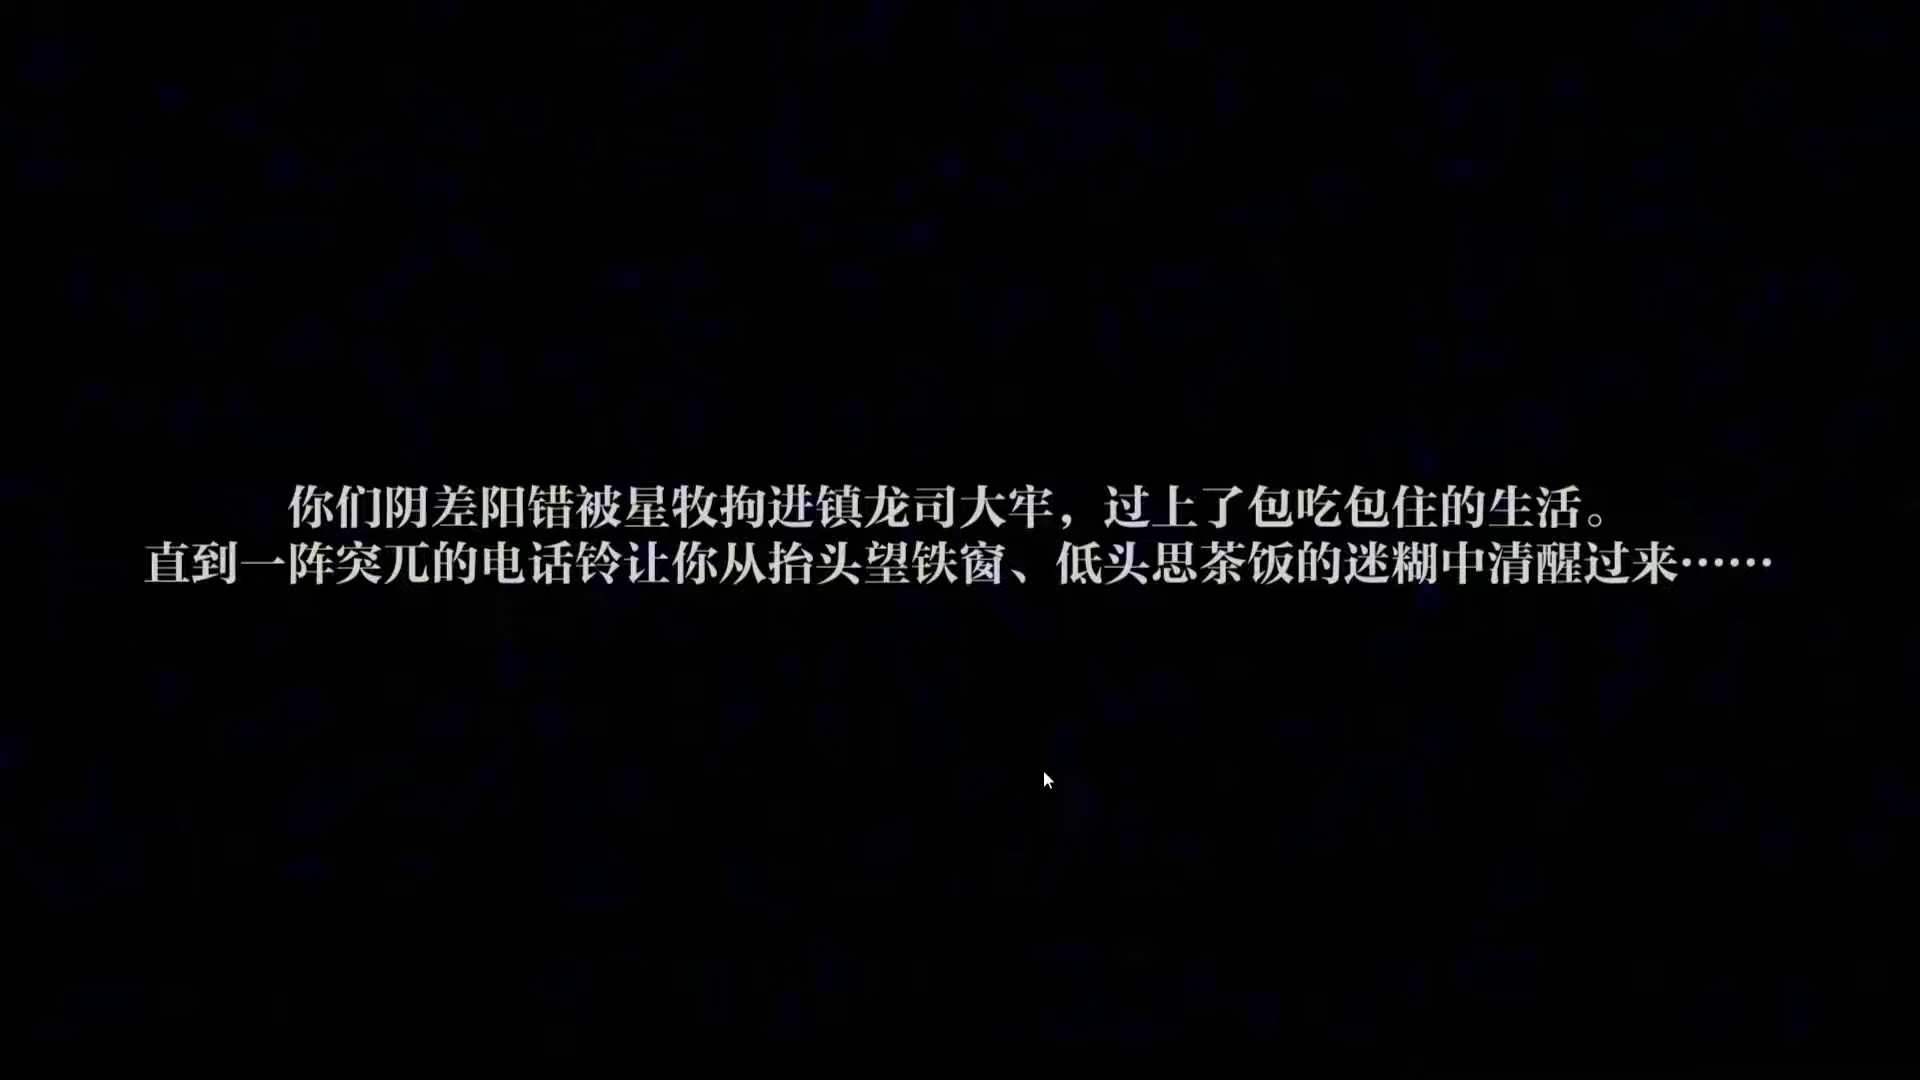 你们阴差阳错被星牧拘进镇龙司大牢，过上了包吃包住的生活。
直到一阵突兀的电话铃让你从抬头望铁窗、低头思茶饭的迷糊中清醒过来……